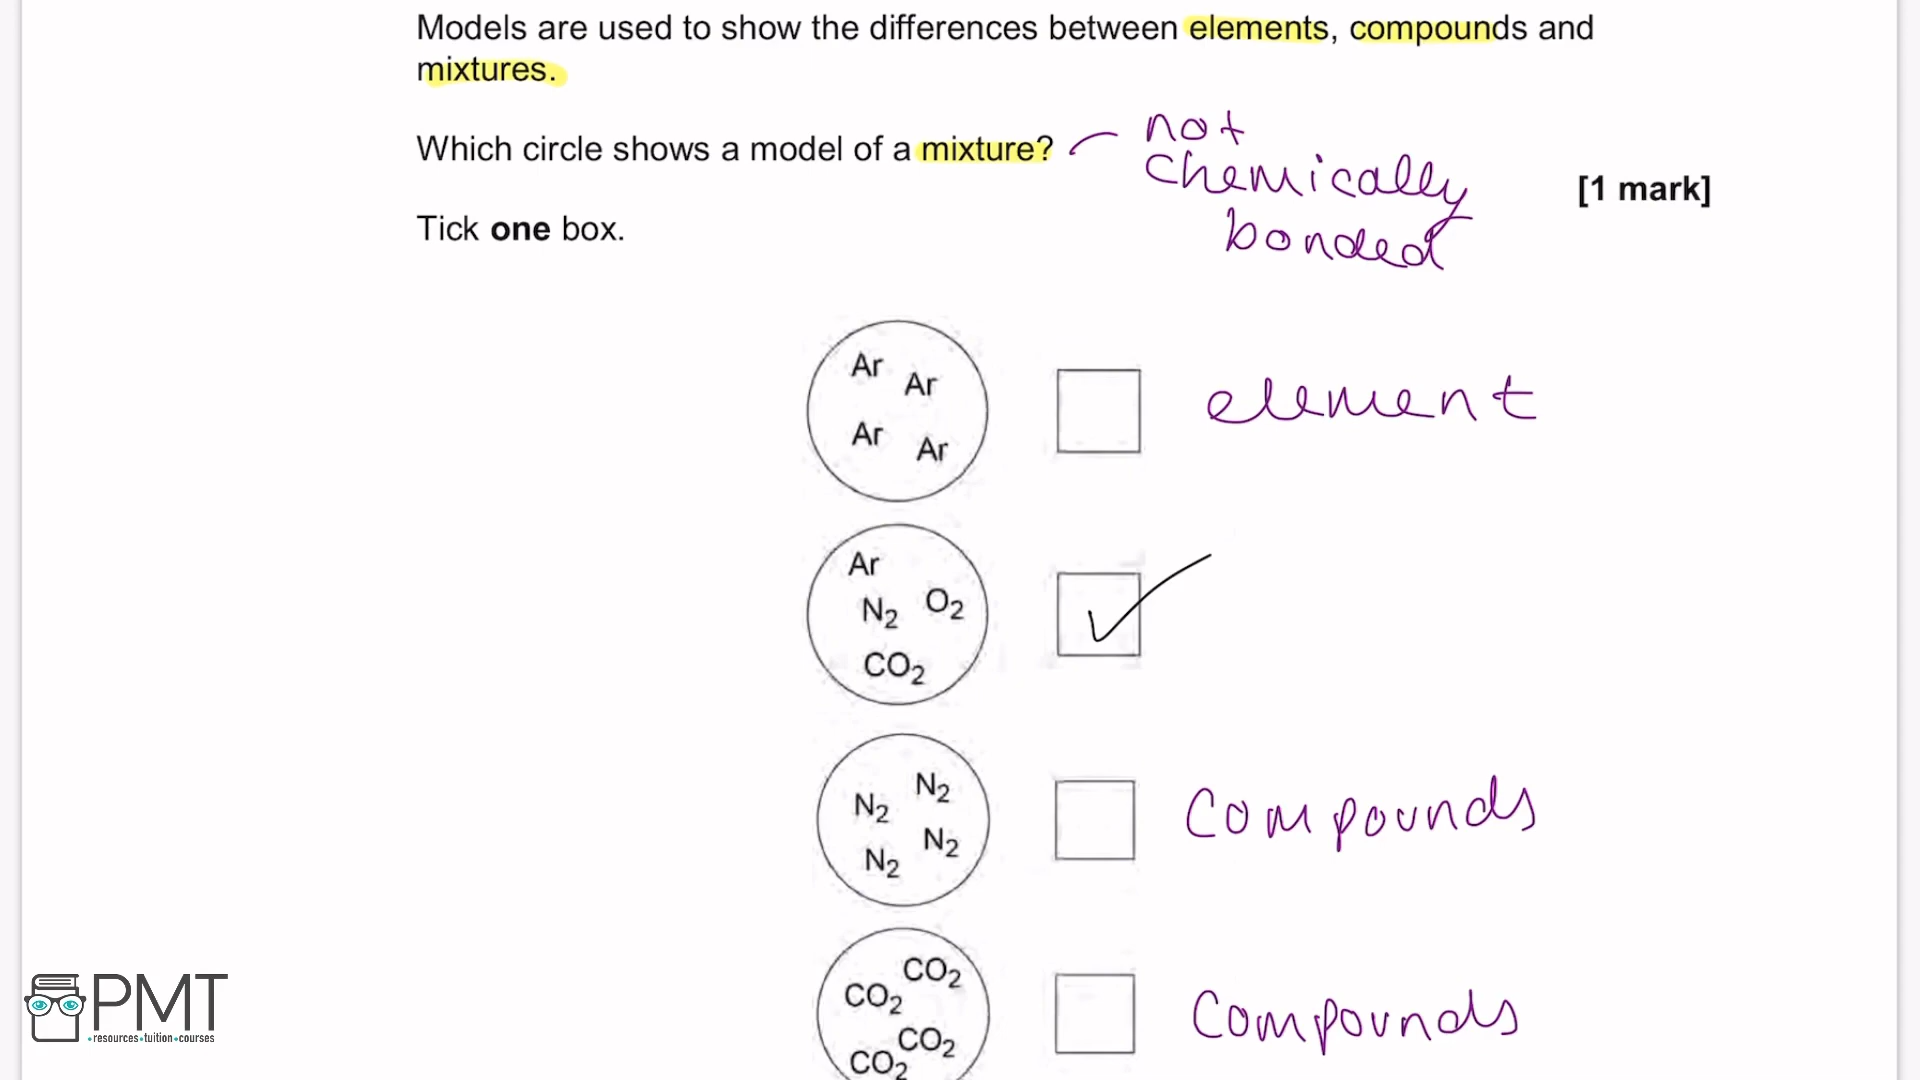 Models are used to show the differences between elements, compounds and
mixtures.
Which circle shows a model of a mixture?
not
chemically
bonded
[1 mark]
Tick one box.
Ar
Ar
Ar
Ar
element
Ar
N2 O2
CO2
N2
N2
N2
N2
compounds
CO2
CO2
CO2
CO2
compounds
PMT
•resources•tuition•courses